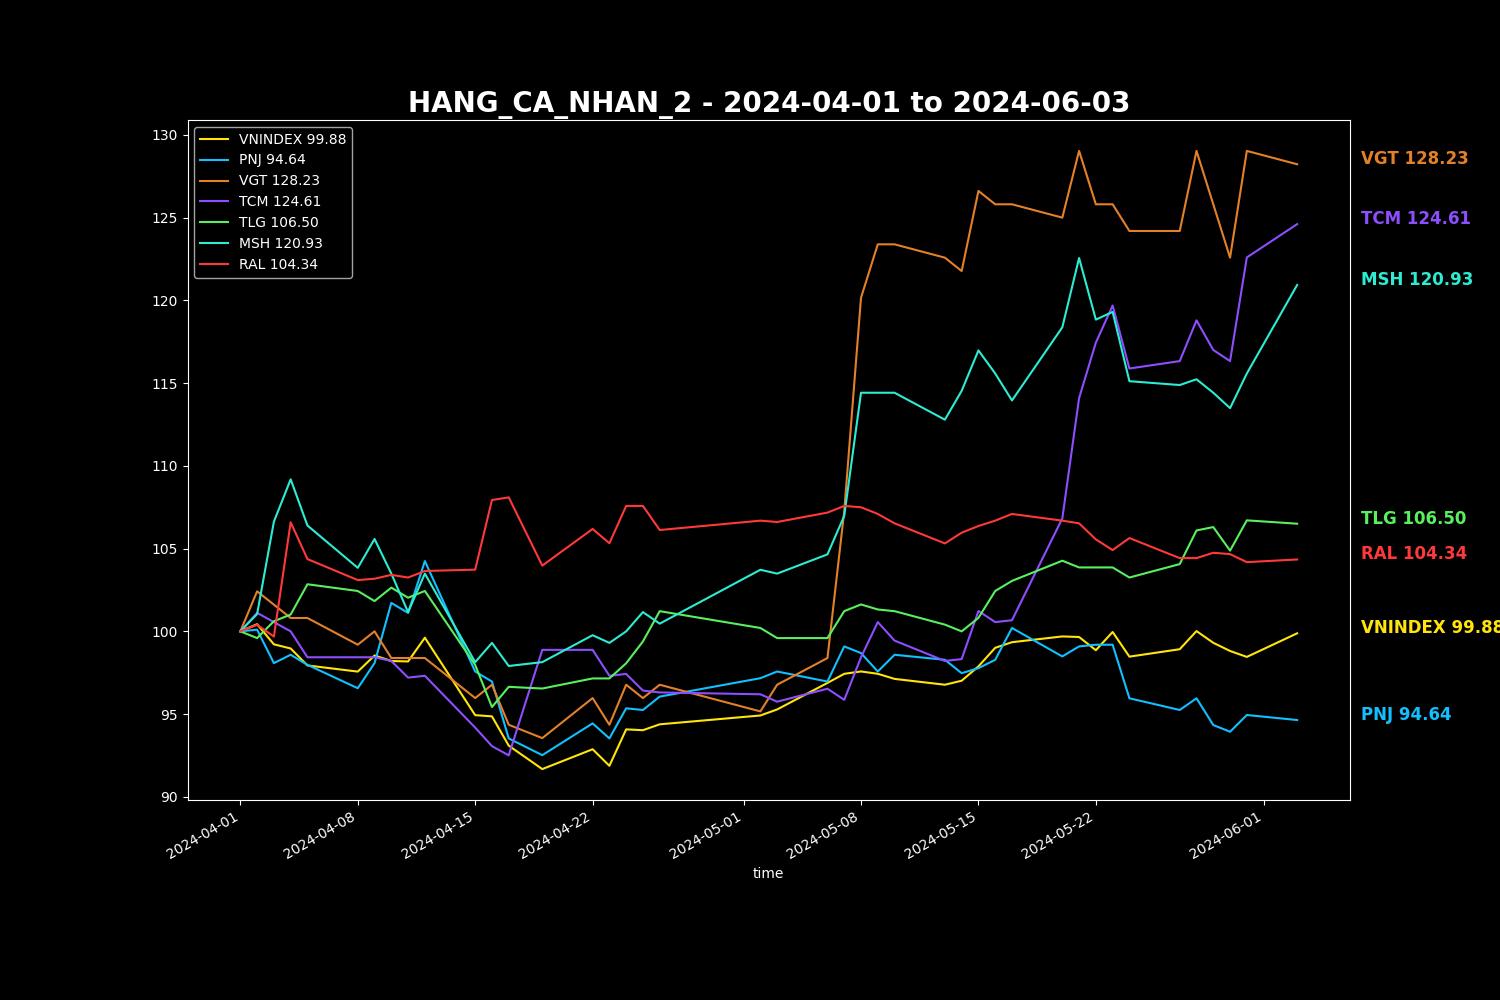 HANG_CA_NHAN_2 - 2024-04-01 to 2024-06-03
VNINDEX 99.88
PNJ 94.64
VGT 128.23
TCM 124.61
TLG 106.50
MSH 120.93
RAL 104.34
130
125
120
115
110
105
100
95
90
VGT 128.23
TCM 124.61
MSH 120.93
TLG 106.50
RAL 104.34
VNINDEX 99.88
PNJ 94.64
2024-04-01
2024-04-08
2024-04-15
2024-04-22
2024-05-01
2024-05-08
2024-05-15
2024-05-22
2024-06-01
time